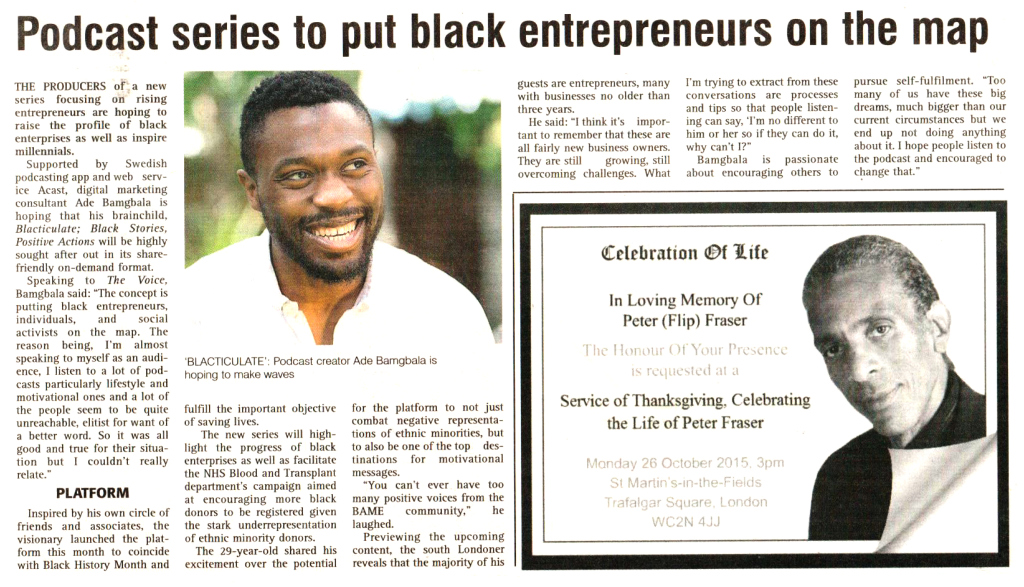 Podcast series to put black entrepreneurs on the map
THE PRODUCERS of a new
series focusing on rising
entrepreneurs are hoping to
raise the profile of black
enterprises as well as inspire
millennials.
Supported by Swedish
podcasting app and web serv-
ice Acast, digital marketing
consultant Ade Bamgbala is
hoping that his brainchild,
Blacticulate; Black Stories,
Positive Actions will be highly
sought after out in its share-
friendly on-demand format.
Speaking to The Voice,
Bamgbala said: “The concept is
putting black entrepreneurs,
individuals, and social
activists on the map. The
reason being, I'm almost
speaking to myself as an audi-
ence, I listen to a lot of pod-
casts particularly lifestyle and
motivational ones and a lot of
the people seem to be quite
unreachable, elitist for want of
a better word. So it was all
good and true for their situa-
tion but I couldn't really
relate.”
PLATFORM
Inspired by his own circle of
friends and associates, the
visionary launched the plat-
form this month to coincide
with Black History Month and
‘BLACTICULATE’: Podcast creator Ade Bamgbala is
hoping to make waves
fulfill the important objective
of saving lives.
The new series will high-
light the progress of black
enterprises as well as facilitate
the NHS Blood and Transplant
department's campaign aimed
at encouraging more black
donors to be registered given
the stark underrepresentation
of ethnic minority donors.
The 29-year-old shared his
excitement over the potential
for the platform to not just
combat negative representa-
tions of ethnic minorities, but
to also be one of the top des-
tinations for motivational
messages.
“You can't ever have too
many positive voices from the
BAME community,” he
laughed.
Previewing the upcoming
content, the south Londoner
reveals that the majority of his
guests are entrepreneurs, many
with businesses no older than
three years.
He said: “I think it's impor-
tant to remember that these are
all fairly new business owners.
They are still growing, still
overcoming challenges. What
I'm trying to extract from these
conversations are processes
and tips so that people listen-
ing can say, ‘I'm no different to
him or her so if they can do it,
why can't I?”
Bamgbala is passionate
about encouraging others to
pursue self-fulfilment. “Too
many of us have these big
dreams, much bigger than our
current circumstances but we
end up not doing anything
about it. I hope people listen to
the podcast and encouraged to
change that.”
Celebration Of Life
In Loving Memory Of
Peter (Flip) Fraser
The Honour Of Your Presence
is requested at a
Service of Thanksgiving, Celebrating
the Life of Peter Fraser
Monday 26 October 2015, 3pm
St Martin's-in-the-Fields
Trafalgar Square, London
WC2N 4JJ